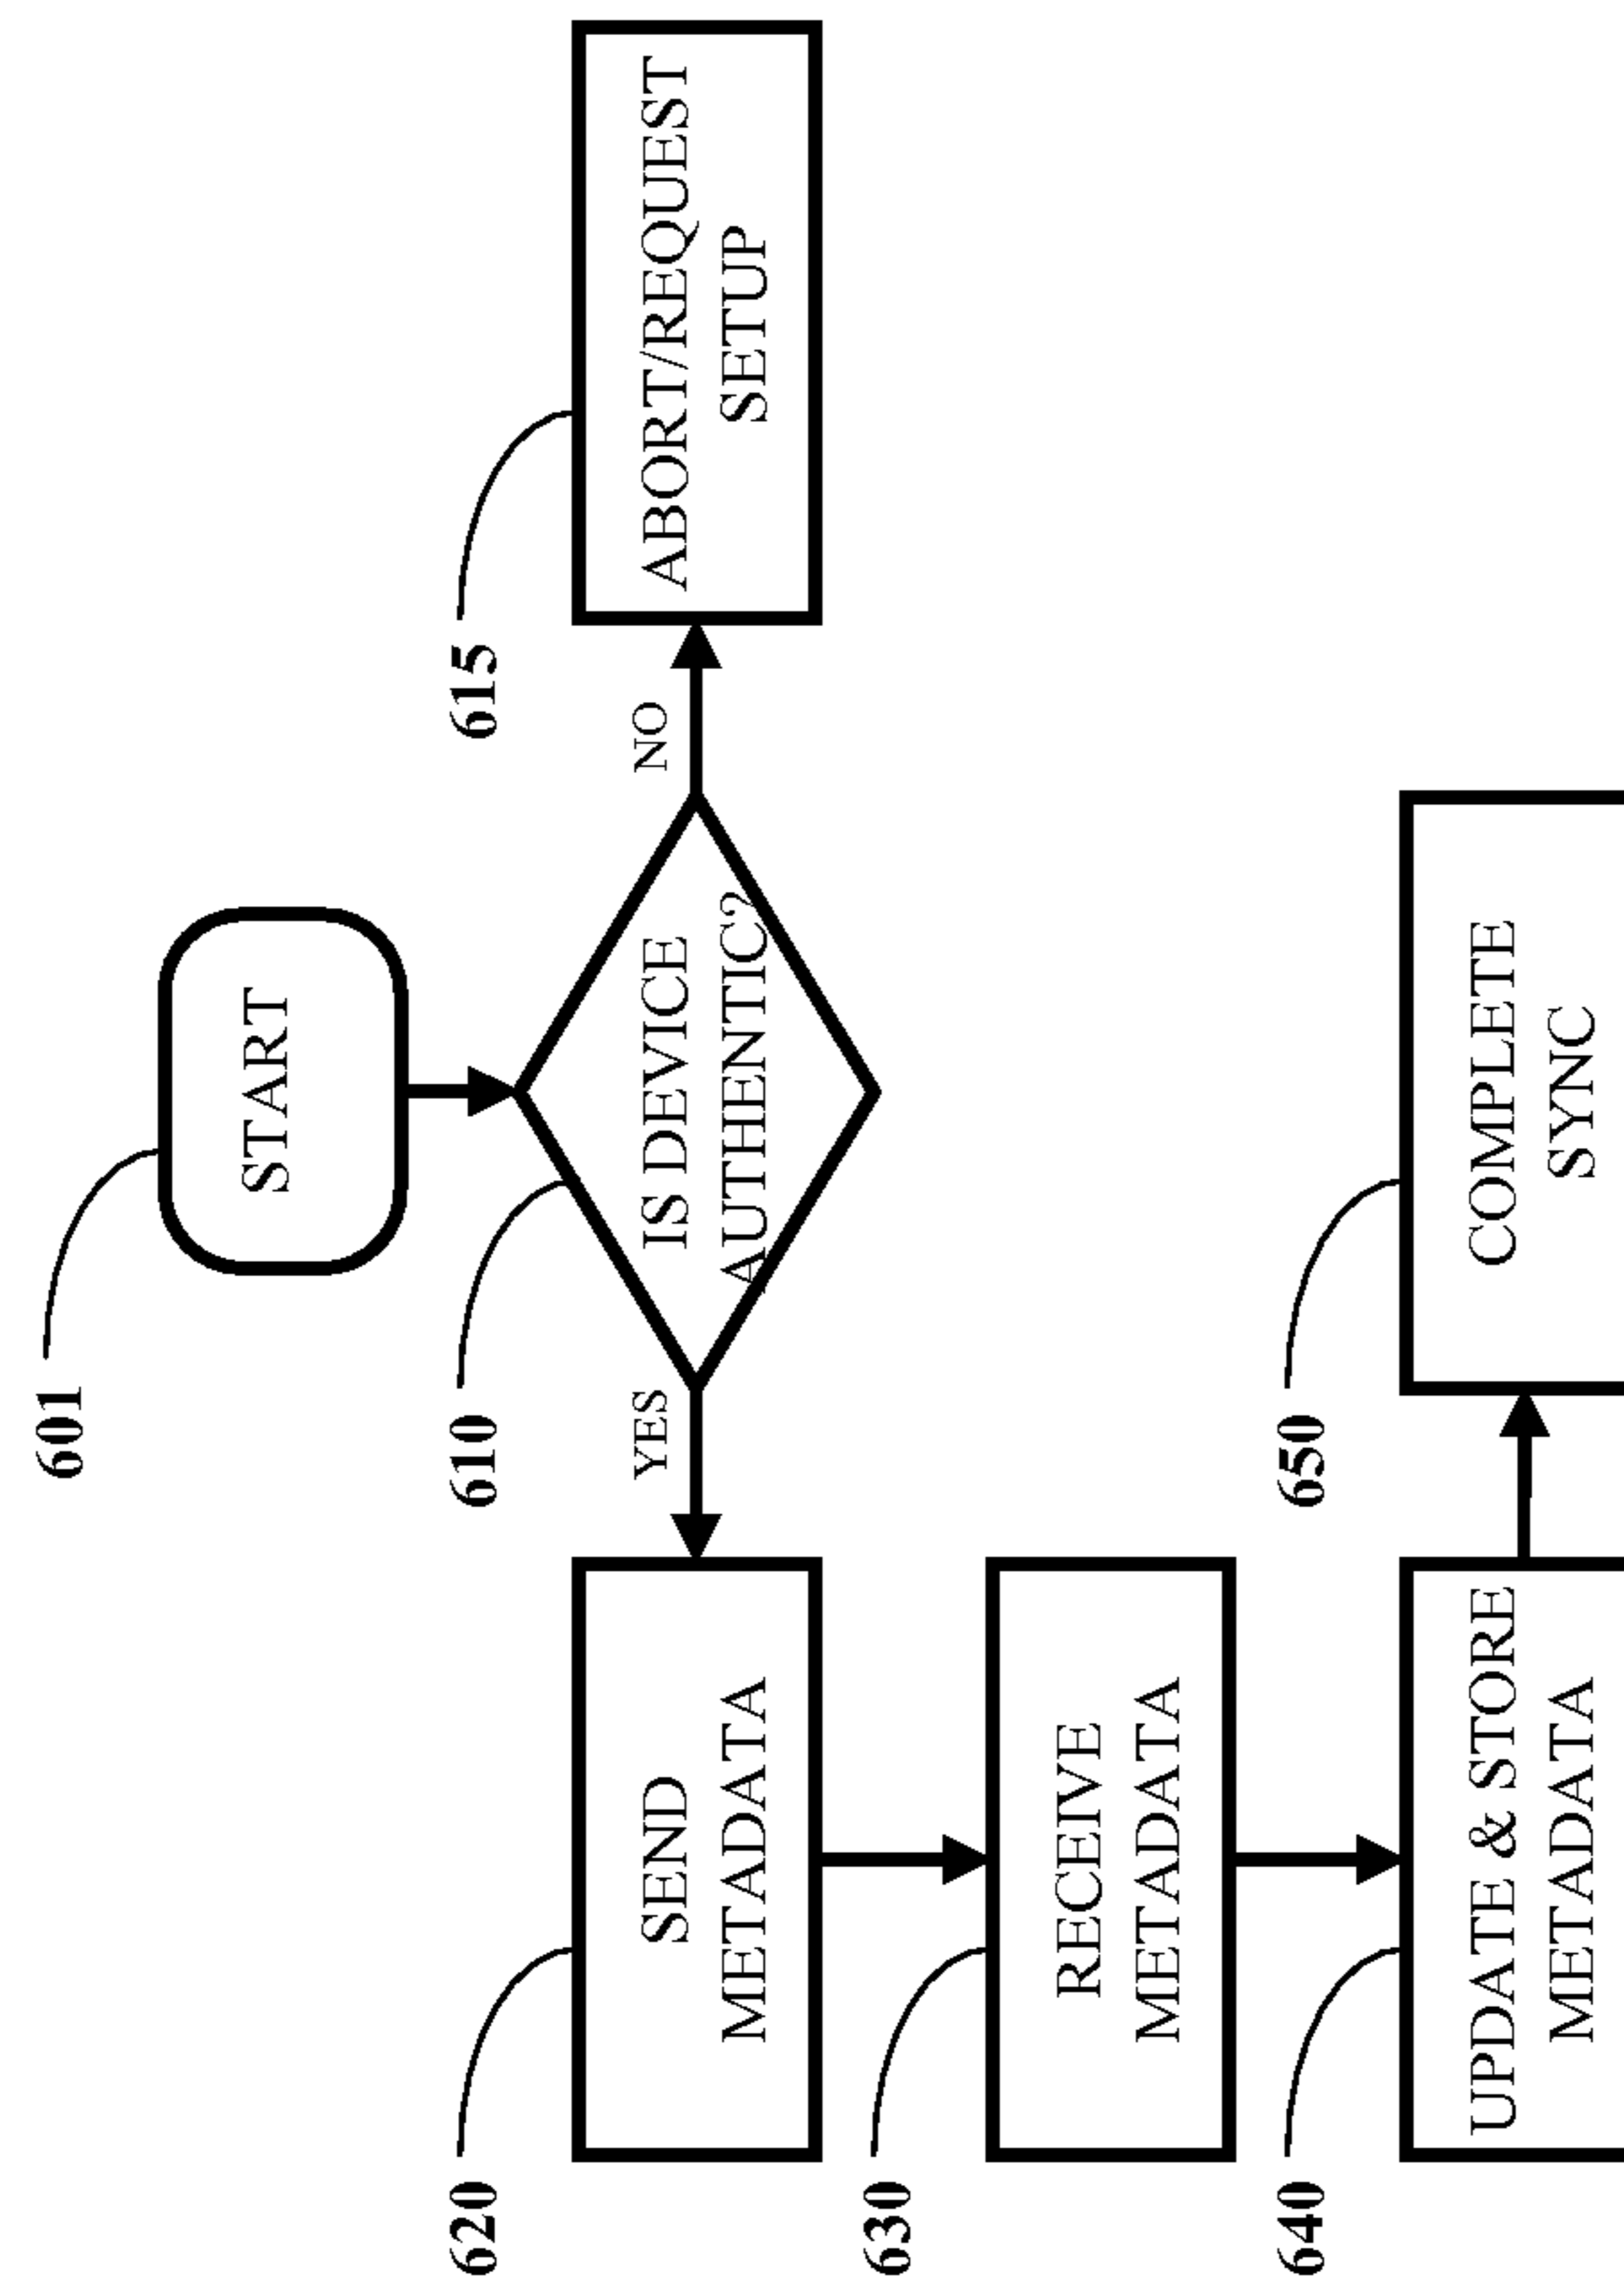 601
START
610
IS DEVICE
AUTHENTIC?
YES
NO
615
ABORT/REQUEST
SETUP
620
SEND
METADATA
630
RECEIVE
METADATA
640
UPDATE & STORE
METADATA
650
COMPLETE
SYNC